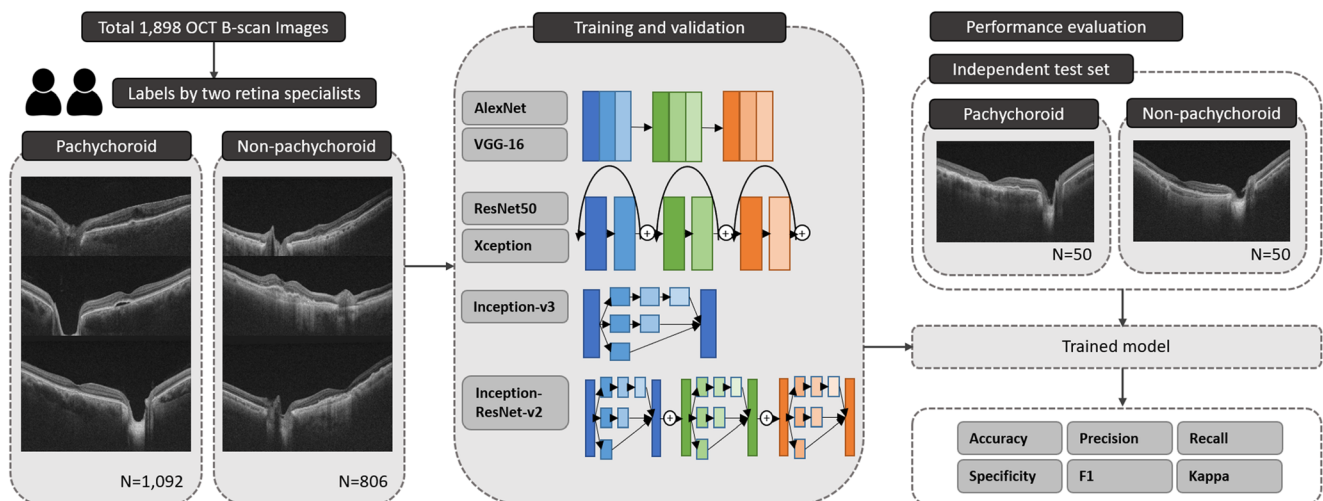 Total 1,898 OCT B-scan Images
Labels by two retina specialists
Pachychoroid
Non-pachychoroid
N=1,092
N=806
Training and validation
AlexNet
VGG-16
ResNet50
Xception
Inception-v3
Inception-
ResNet-v2
Performance evaluation
Independent test set
Pachychoroid
Non-pachychoroid
N=50
N=50
Trained model
Accuracy
Precision
Recall
Specificity
F1
Kappa